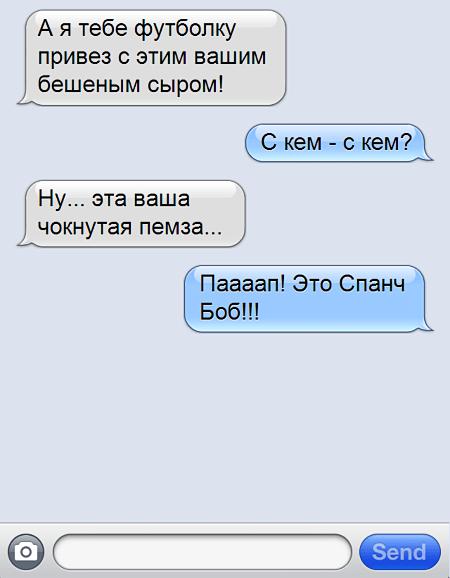 А я тебе футболку
привез с этим вашим
бешеным сыром!
С кем - с кем?
Ну... эта ваша
чокнутая пемза...
Паааап! Это Спанч
Боб!!!
Send